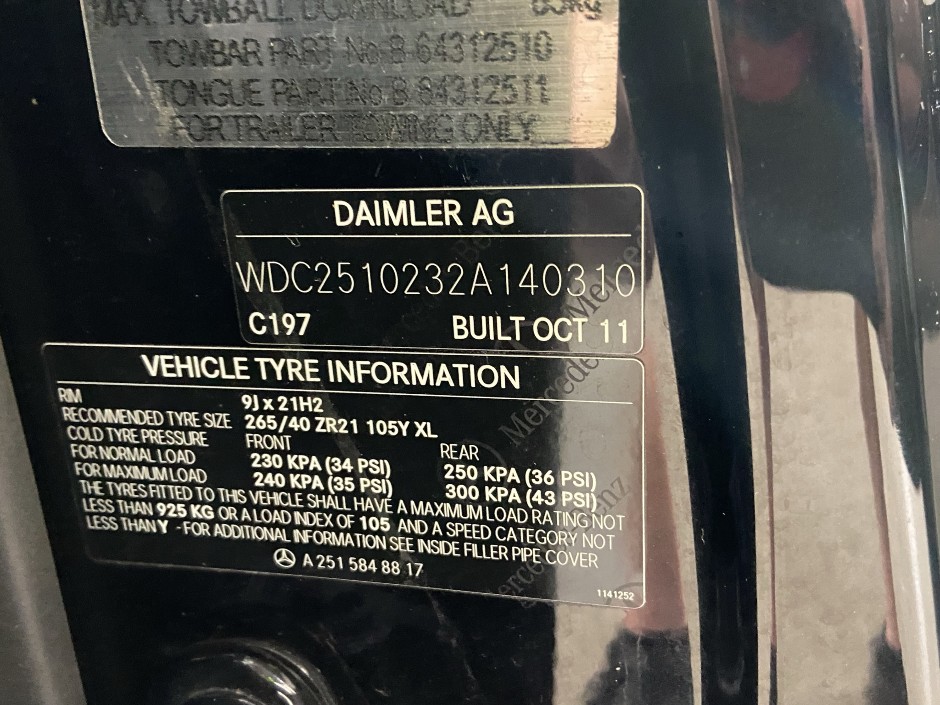 MAX TOWBALL DOWNLOAD
TOWBAR PART No B 64312510
TONGUE PART No B 64312511
FOR TRAILER TOWING ONLY
DAIMLER AG
WDC2510232A140310
C197 BUILT OCT 11
VEHICLE TYRE INFORMATION
RIM 9J x 21H2
RECOMMENDED TYRE SIZE 265/40 ZR21 105Y XL
COLD TYRE PRESSURE FRONT REAR
FOR NORMAL LOAD 230 KPA (34 PSI) 250 KPA (36 PSI)
FOR MAXIMUM LOAD 240 KPA (35 PSI) 300 KPA (43 PSI)
THE TYRES FITTED TO THIS VEHICLE SHALL HAVE A MAXIMUM LOAD RATING NOT
LESS THAN 925 KG OR A LOAD INDEX OF 105 AND A SPEED CATEGORY NOT
LESS THAN Y - FOR ADDITIONAL INFORMATION SEE INSIDE FILLER PIPE COVER
A 251 584 88 17
1141252